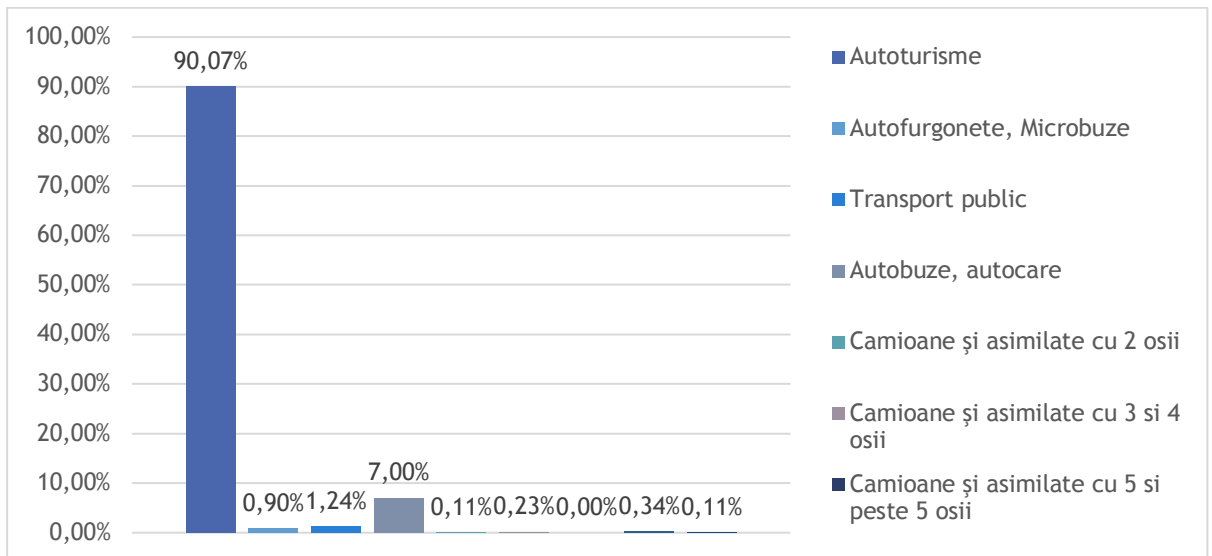 100,00%
90,00%
80,00%
70,00%
60,00%
50,00%
40,00%
30,00%
20,00%
10,00%
0,00%
90,07%
0,90%
1,24%
7,00%
0,11%
0,23%
0,00%
0,34%
0,11%
Autoturisme
Autofurgonete, Microbuze
Transport public
Autobuze, autocare
Camioane și asimilate cu 2 osii
Camioane și asimilate cu 3 si 4
osii
Camioane și asimilate cu 5 si
peste 5 osii